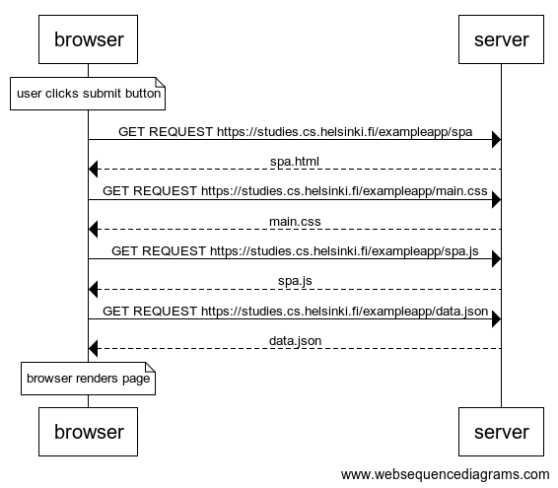 browser server
user clicks submit button
GET REQUEST https://studies.cs.helsinki.fi/exampleapp/spa
spa.html
GET REQUEST https://studies.cs.helsinki.fi/exampleapp/main.css
main.css
GET REQUEST https://studies.cs.helsinki.fi/exampleapp/spa.js
spa.js
GET REQUEST https://studies.cs.helsinki.fi/exampleapp/data.json
data.json
browser renders page
browser server
www.websequencediagrams.com